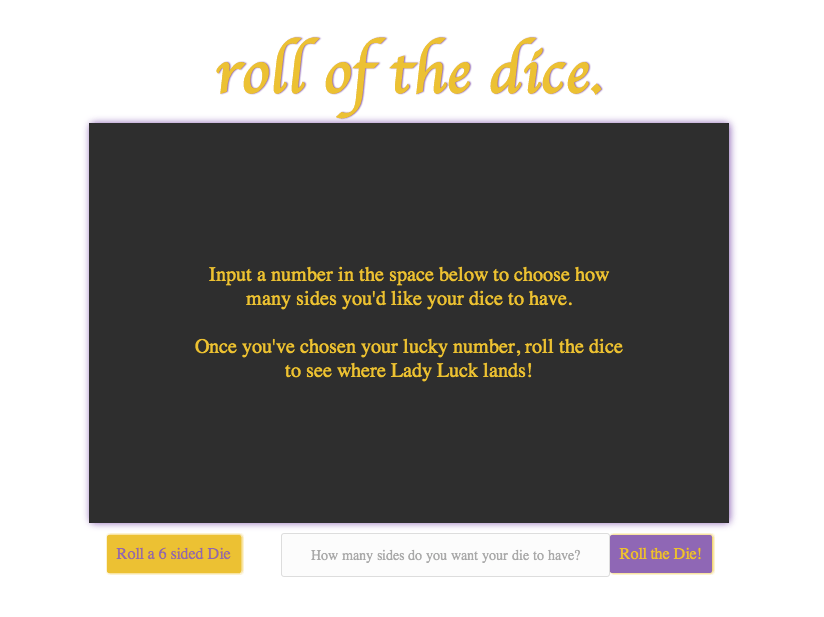 roll of the dice.
Input a number in the space below to choose how
many sides you'd like your dice to have.
Once you've chosen your lucky number, roll the dice
to see where Lady Luck lands!
Roll a 6 sided Die
How many sides do you want your die to have?
Roll the Die!